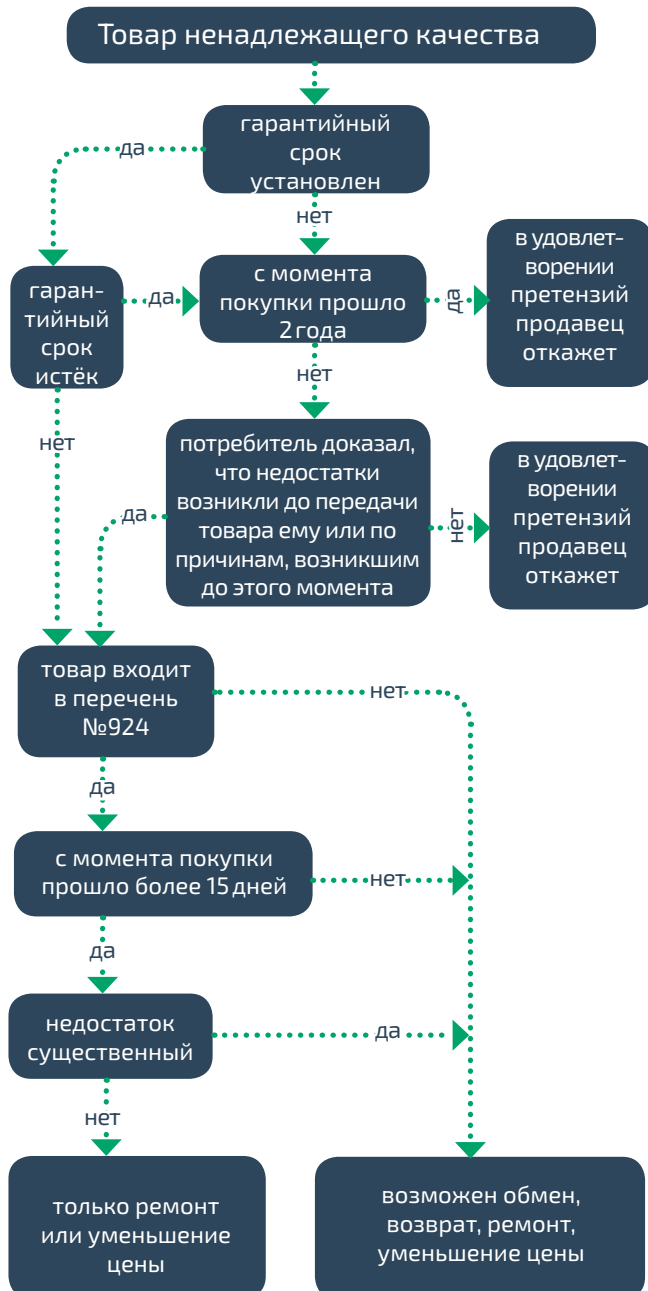 Товар ненадлежащего качества
гарантийный
срок
установлен
да
нет
гаран-
тийный
срок
истёк
да
с момента
покупки прошло
2 года
да
в удовлет-
ворении
претензий
продавец
откажет
нет
нет
потребитель доказал,
что недостатки
возникли до передачи
товара ему или по
причинам, возникшим
до этого момента
да
нет
в удовлет-
ворении
претензий
продавец
откажет
товар входит
в перечень
№924
нет
да
с момента покупки
прошло более 15 дней
нет
да
недостаток
существенный
да
нет
только ремонт
или уменьшение
цены
возможен обмен,
возврат, ремонт,
уменьшение цены